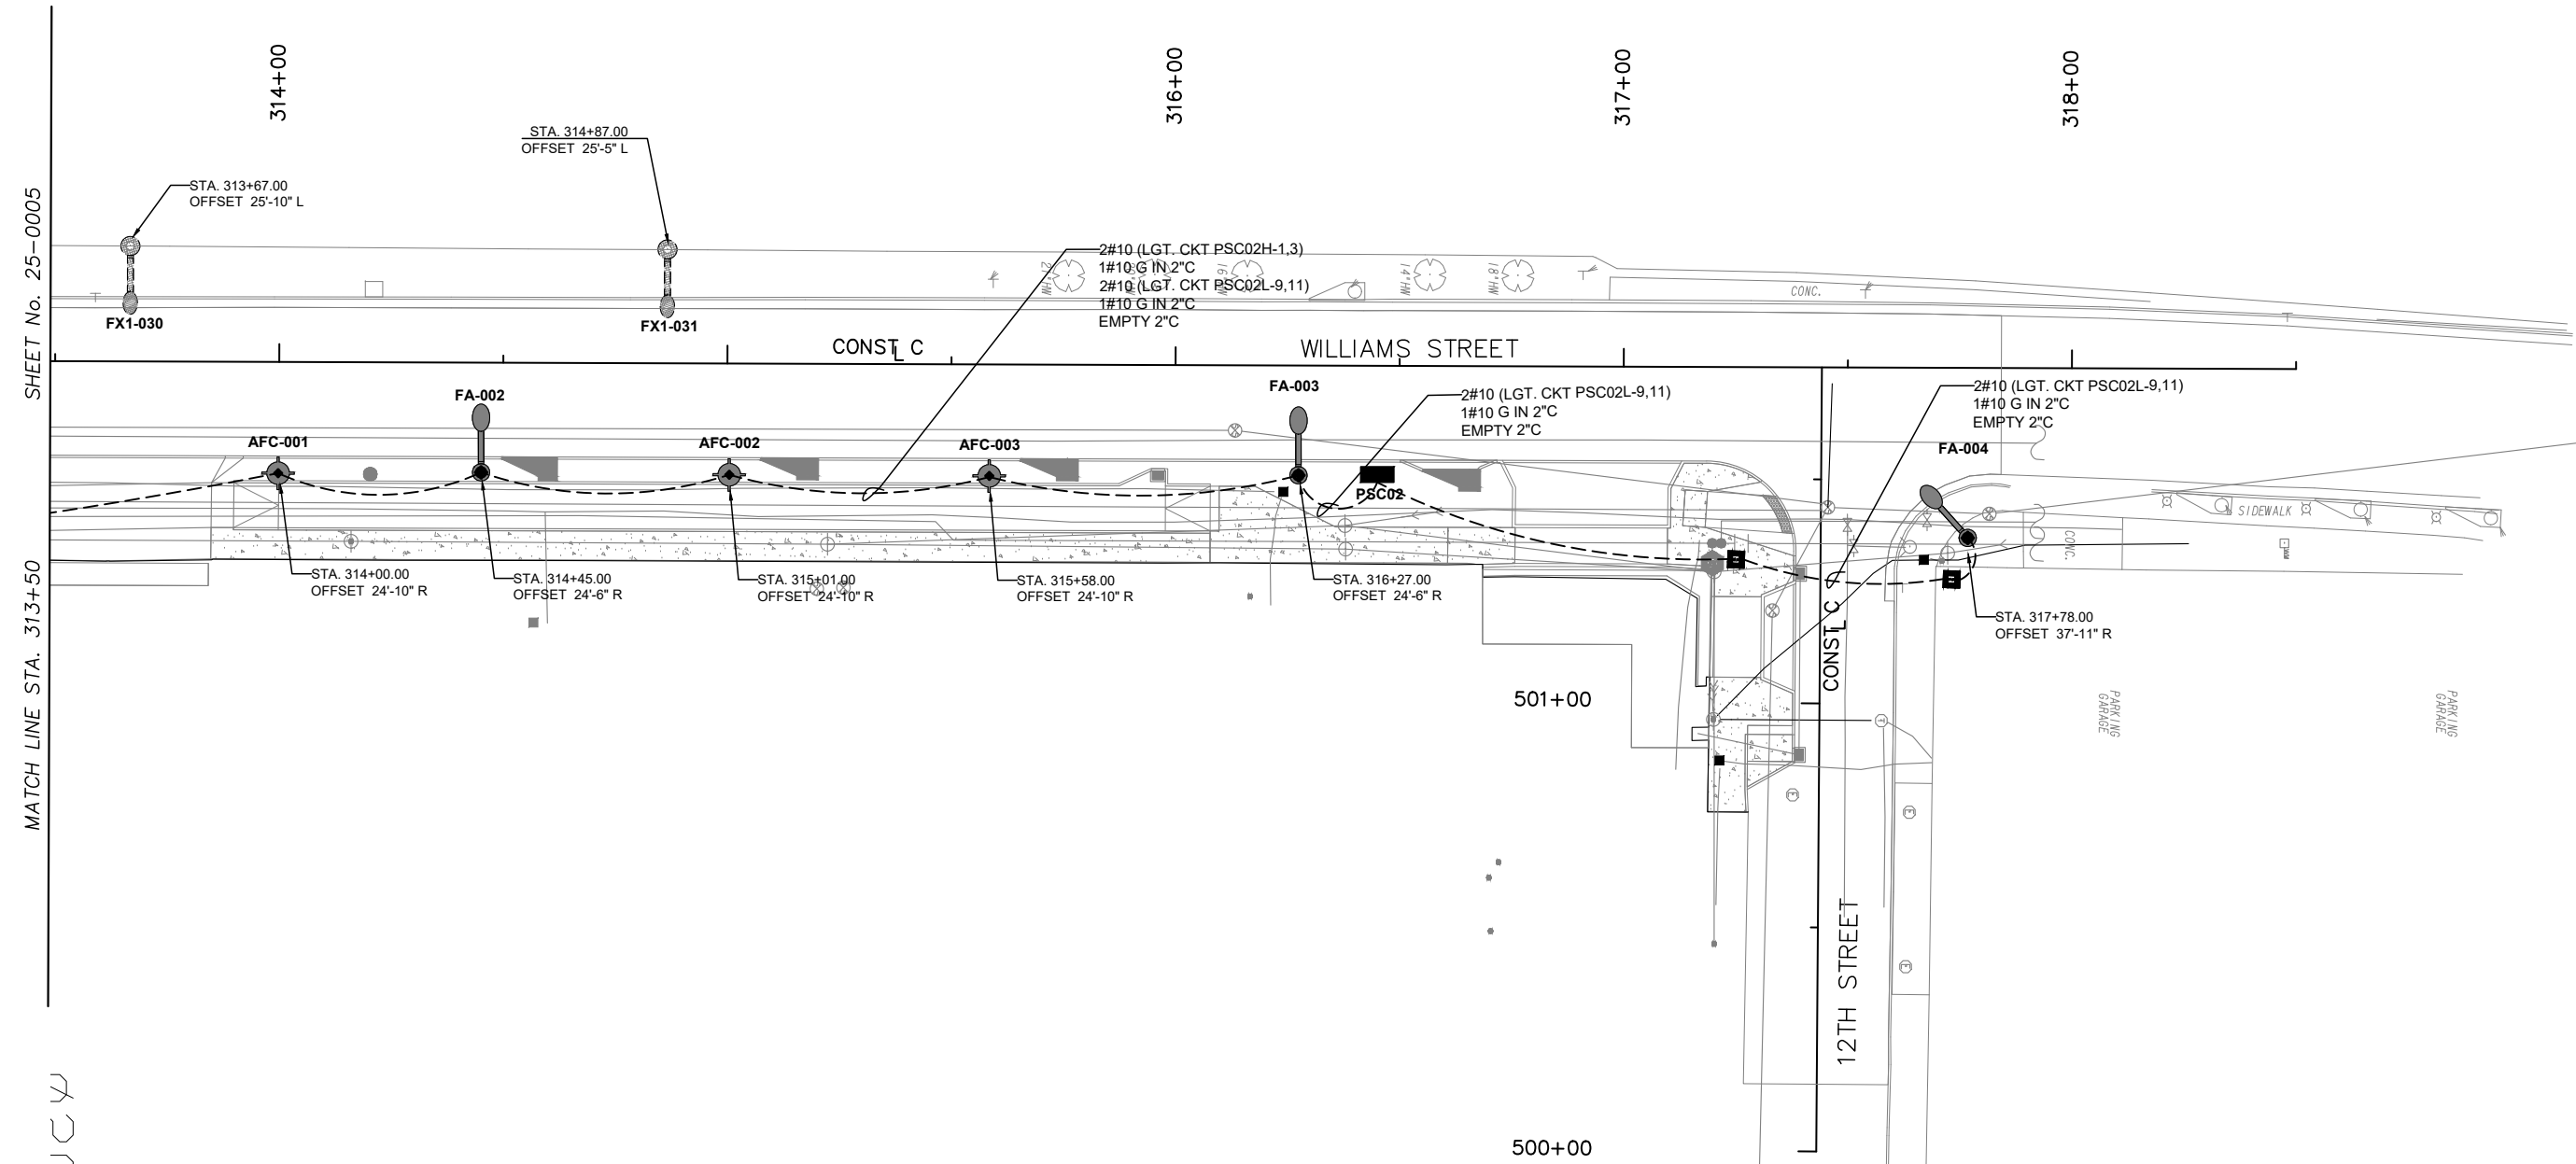 314+00
316+00
317+00
318+00
STA. 314+87.00
OFFSET 25'-5" L
STA. 313+67.00
OFFSET 25'-10" L
SHEET No. 25-0005
MATCH LINE STA. 313+50
2#10 (LGT. CKT PSC02H-1,3)
1#10 G IN 2"C
2#10 (LGT. CKT PSC02L-9,11)
1#10 G IN 2"C
EMPTY 2"C
21"HW
16"HW
14"HW
18"HW
CONC.
FX1-030
FX1-031
CONST L C
WILLIAMS STREET
FA-002
FA-003
2#10 (LGT. CKT PSC02L-9,11)
1#10 G IN 2"C
EMPTY 2"C
2#10 (LGT. CKT PSC02L-9,11)
1#10 G IN 2"C
EMPTY 2"C
AFC-001
AFC-002
AFC-003
FA-004
PSC02
SIDEWALK
CONC.
STA. 314+00.00
OFFSET 24'-10" R
STA. 314+45.00
OFFSET 24'-6" R
STA. 315+01.00
OFFSET 24'-10" R
STA. 315+58.00
OFFSET 24'-10" R
STA. 316+27.00
OFFSET 24'-6" R
STA. 317+78.00
OFFSET 37'-11" R
CONST L C
501+00
PARKING
GARAGE
PARKING
GARAGE
T
E
E
E
12TH STREET
500+00